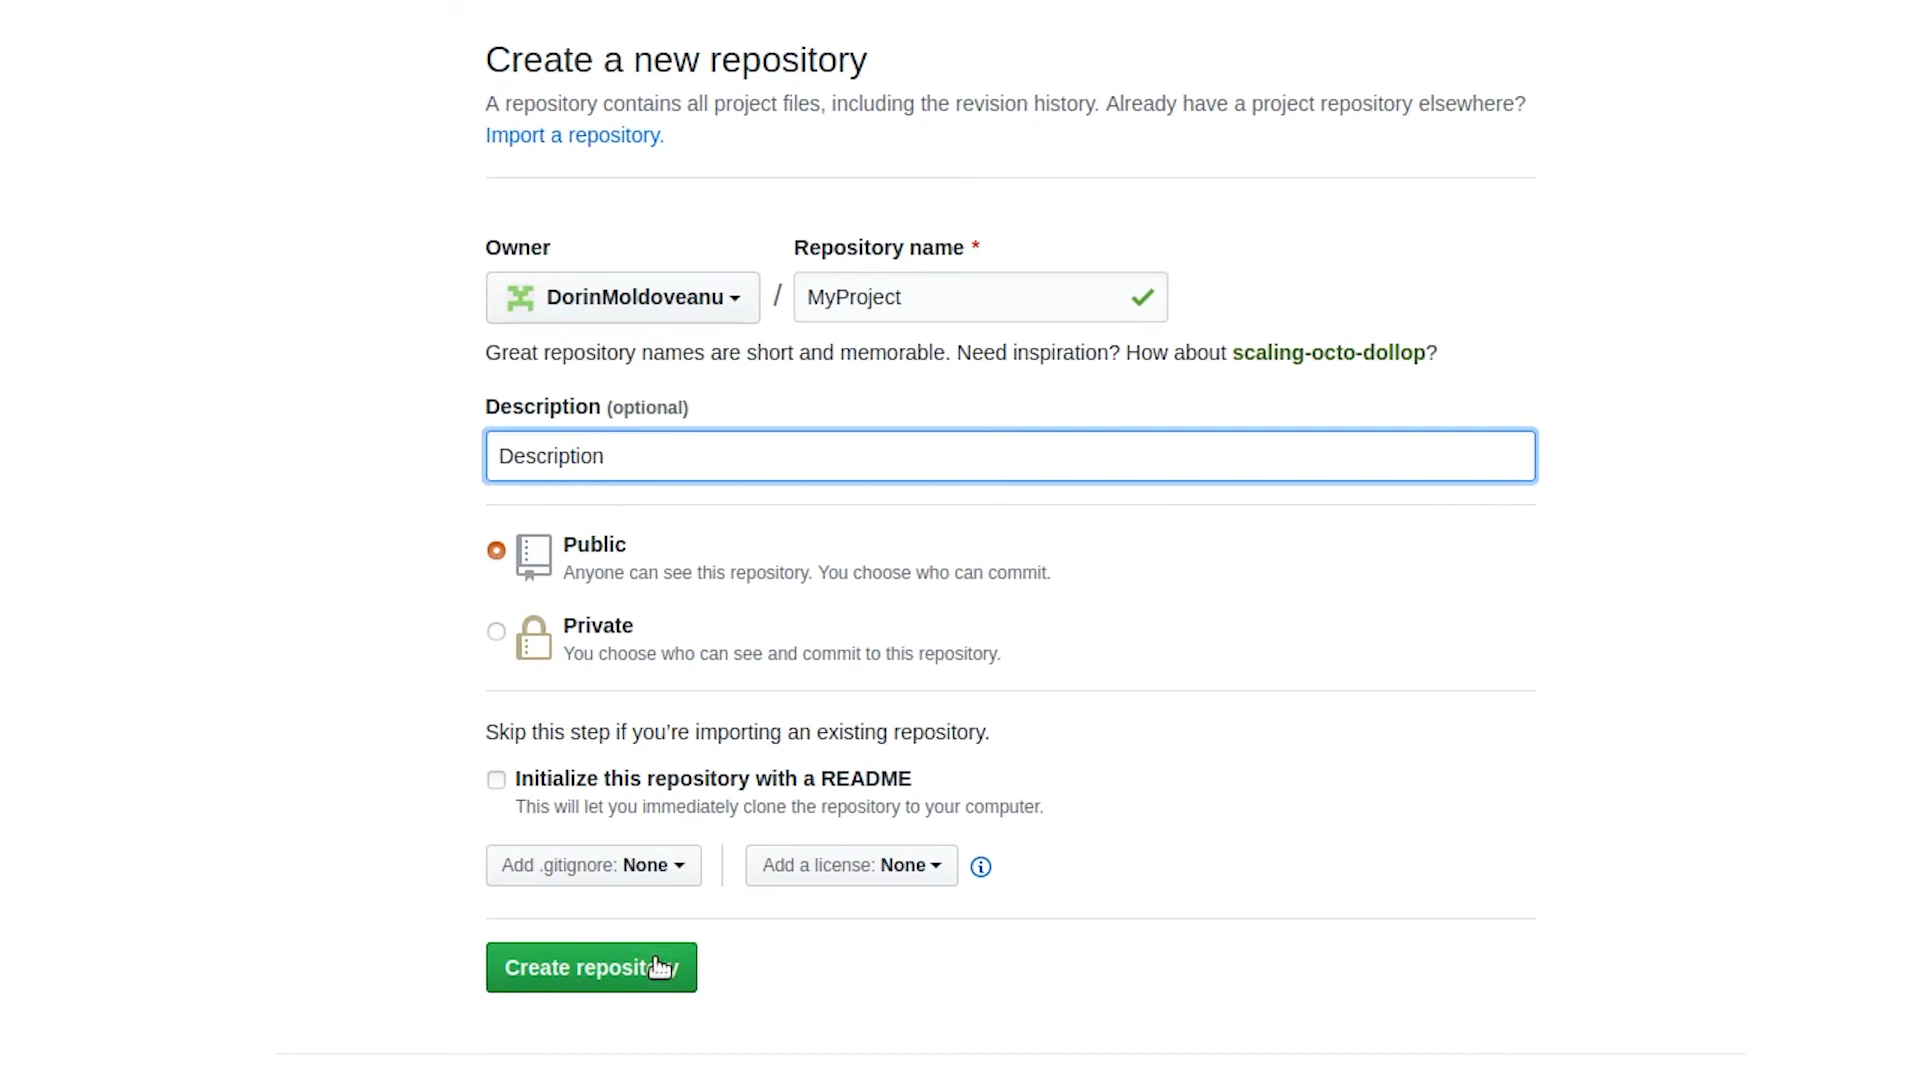 Create a new repository
A repository contains all project files, including the revision history. Already have a project repository elsewhere?
Import a repository.
Owner
Repository name *
DorinMoldoveanu / MyProject
Great repository names are short and memorable. Need inspiration? How about scaling-octo-dollop?
Description (optional)
Description
Public
Anyone can see this repository. You choose who can commit.
Private
You choose who can see and commit to this repository.
Skip this step if you’re importing an existing repository.
Initialize this repository with a README
This will let you immediately clone the repository to your computer.
Add .gitignore: None
Add a license: None
Create repository